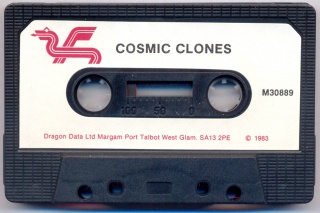 COSMIC CLONES
M30889
100 50 0
Dragon Data Ltd Margam Port Talbot West Glam. SA13 2PE © 1983